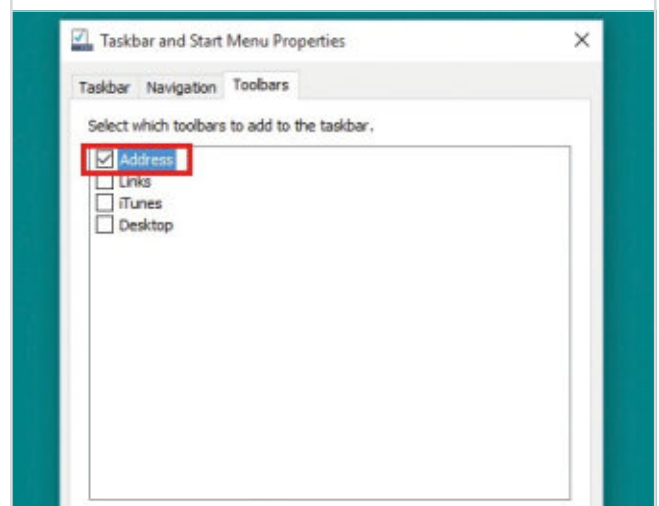 Taskbar and Start Menu Properties
Taskbar Navigation Toolbars
Select which toolbars to add to the taskbar.
Address
Links
iTunes
Desktop